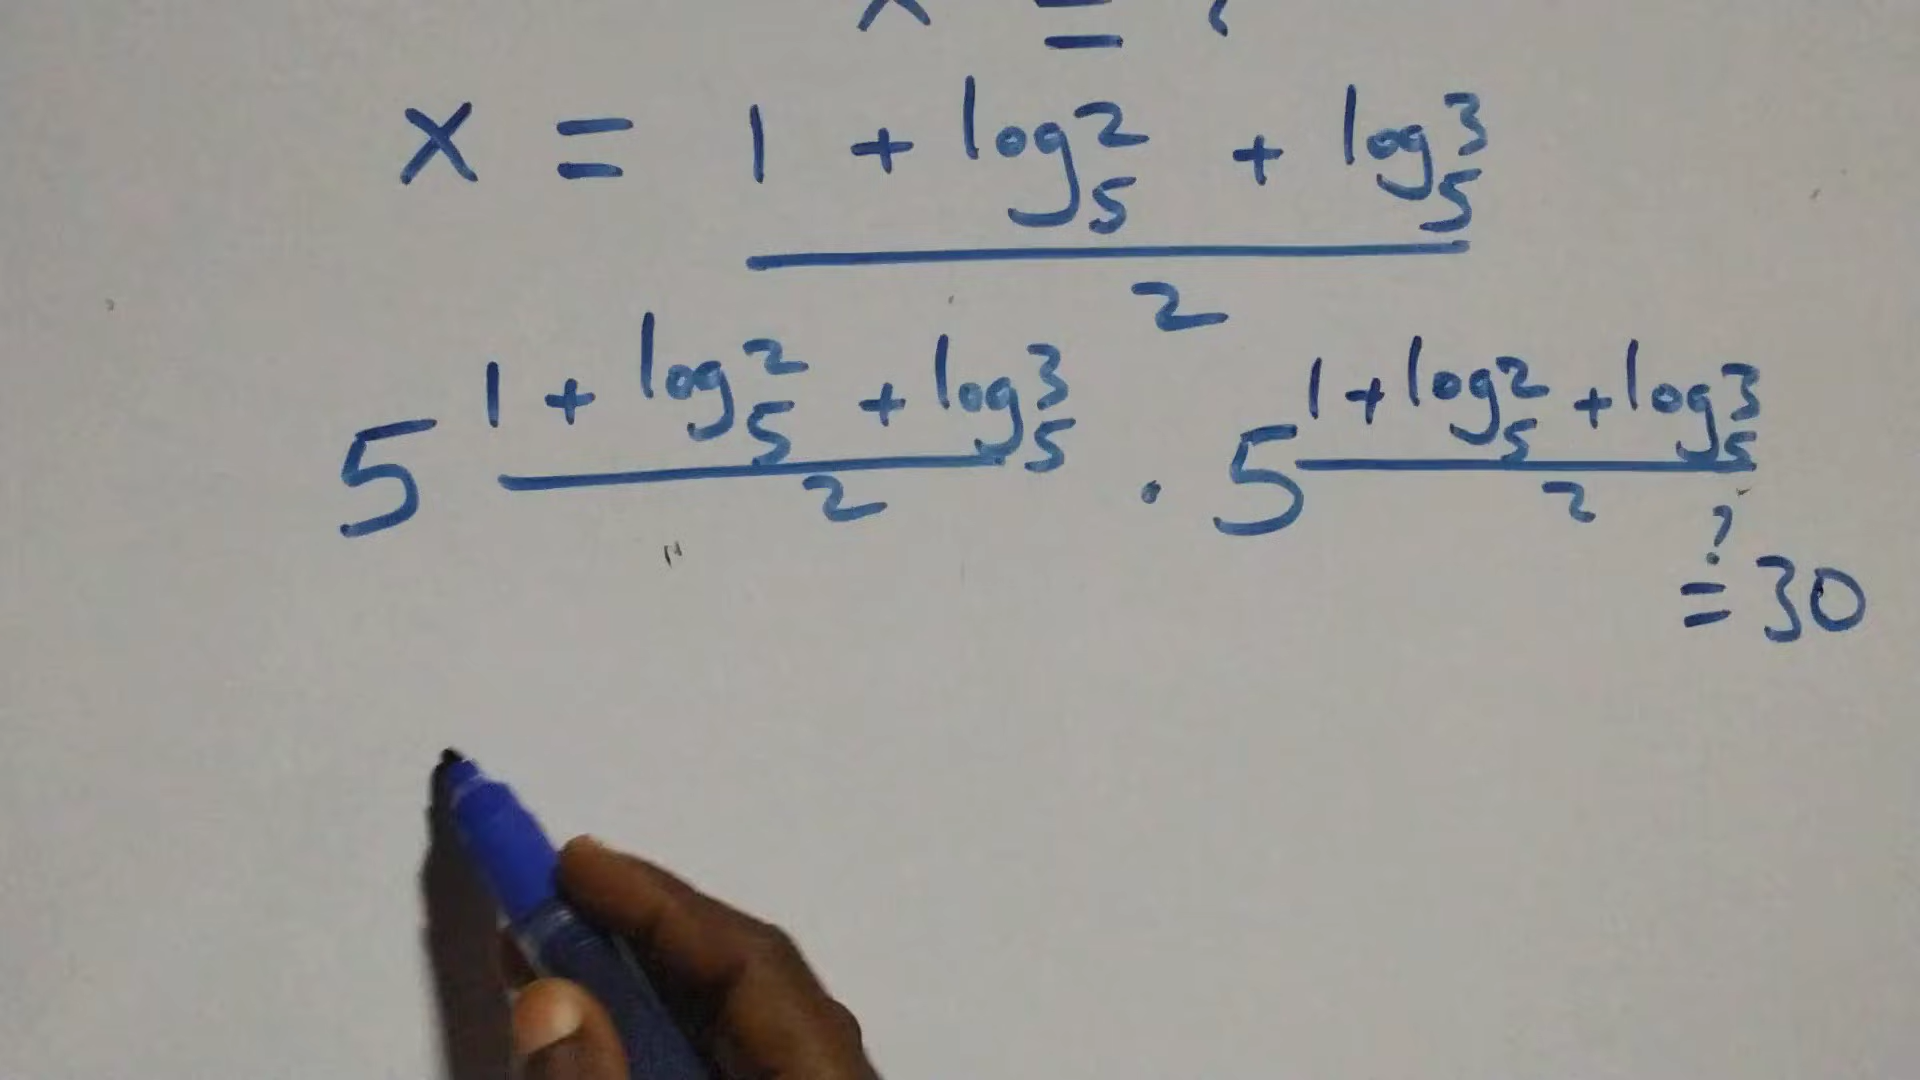 x = ?
x = 1 + log₅2 + log₅3
2
5^(1 + log₅2 + log₅3)/2 · 5^(1 + log₅2 + log₅3)/2
?
= 30